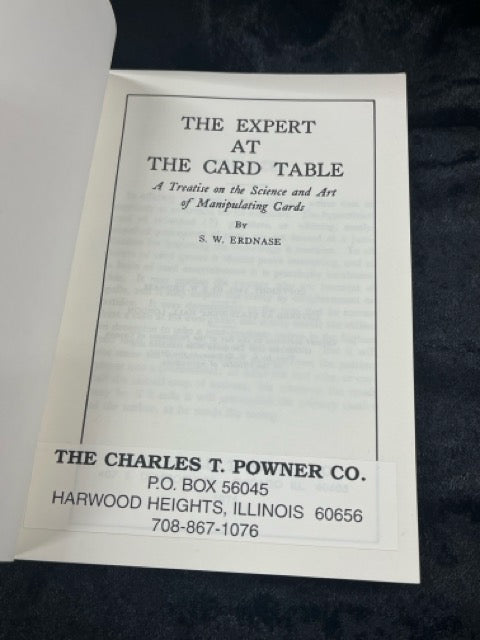 THE EXPERT
AT
THE CARD TABLE
A Treatise on the Science and Art
of Manipulating Cards
By
S. W. ERDNASE
THE CHARLES T. POWNER CO.
P.O. BOX 56045
HARWOOD HEIGHTS, ILLINOIS 60656
708-867-1076